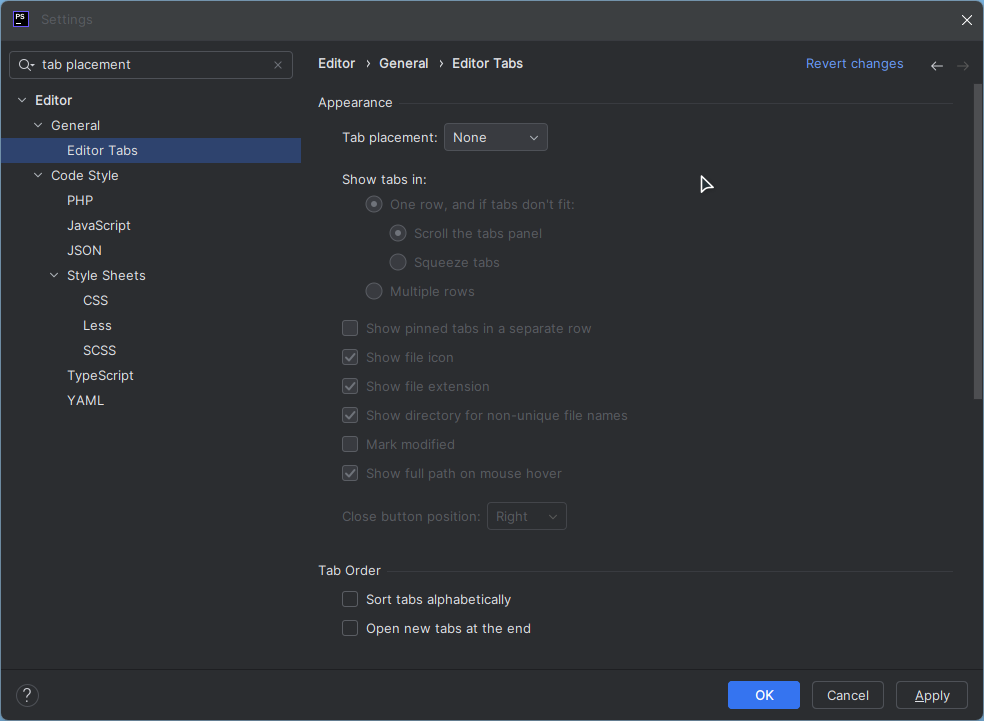 PS
Settings
tab placement
Editor
General
Editor Tabs
Code Style
PHP
JavaScript
JSON
Style Sheets
CSS
Less
SCSS
TypeScript
YAML
Editor › General › Editor Tabs
Revert changes
Appearance
Tab placement: None
Show tabs in:
One row, and if tabs don't fit:
Scroll the tabs panel
Squeeze tabs
Multiple rows
Show pinned tabs in a separate row
Show file icon
Show file extension
Show directory for non-unique file names
Mark modified
Show full path on mouse hover
Close button position: Right
Tab Order
Sort tabs alphabetically
Open new tabs at the end
?
OK
Cancel
Apply